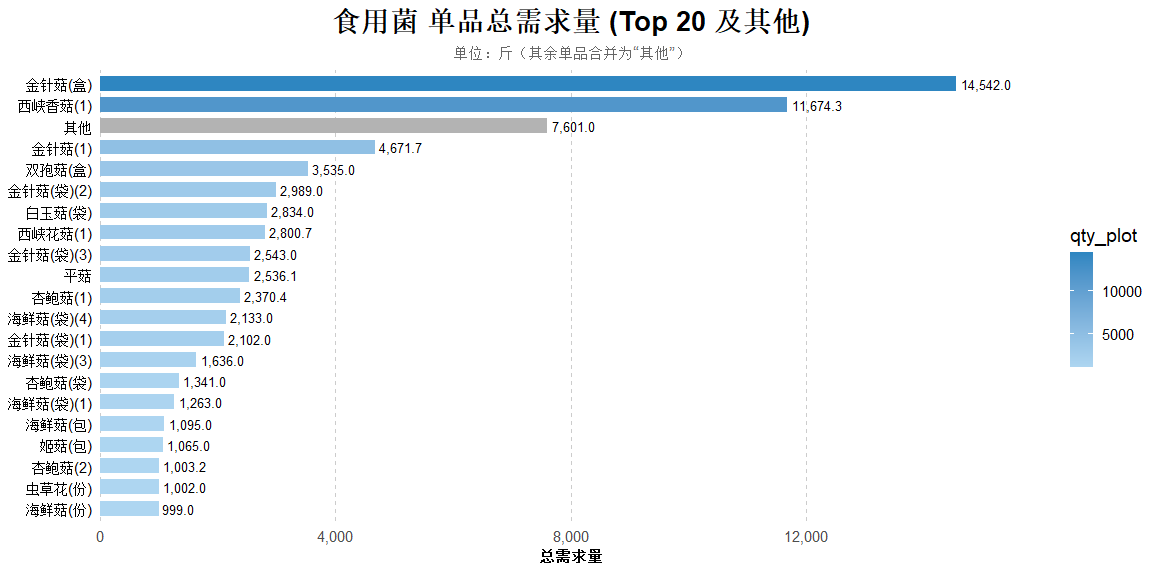 食用菌 单品总需求量 (Top 20 及其他)
单位：斤（其余单品合并为“其他”）
金针菇(盒) 14,542.0
西峡香菇(1) 11,674.3
其他 7,601.0
金针菇(1) 4,671.7
双孢菇(盒) 3,535.0
金针菇(袋)(2) 2,989.0
白玉菇(袋) 2,834.0
西峡花菇(1) 2,800.7
金针菇(袋)(3) 2,543.0
平菇 2,536.1
杏鲍菇(1) 2,370.4
海鲜菇(袋)(4) 2,133.0
金针菇(袋)(1) 2,102.0
海鲜菇(袋)(3) 1,636.0
杏鲍菇(袋) 1,341.0
海鲜菇(袋)(1) 1,263.0
海鲜菇(包) 1,095.0
姬菇(包) 1,065.0
杏鲍菇(2) 1,003.2
虫草花(份) 1,002.0
海鲜菇(份) 999.0
0 4,000 8,000 12,000
总需求量
qty_plot
10000
5000